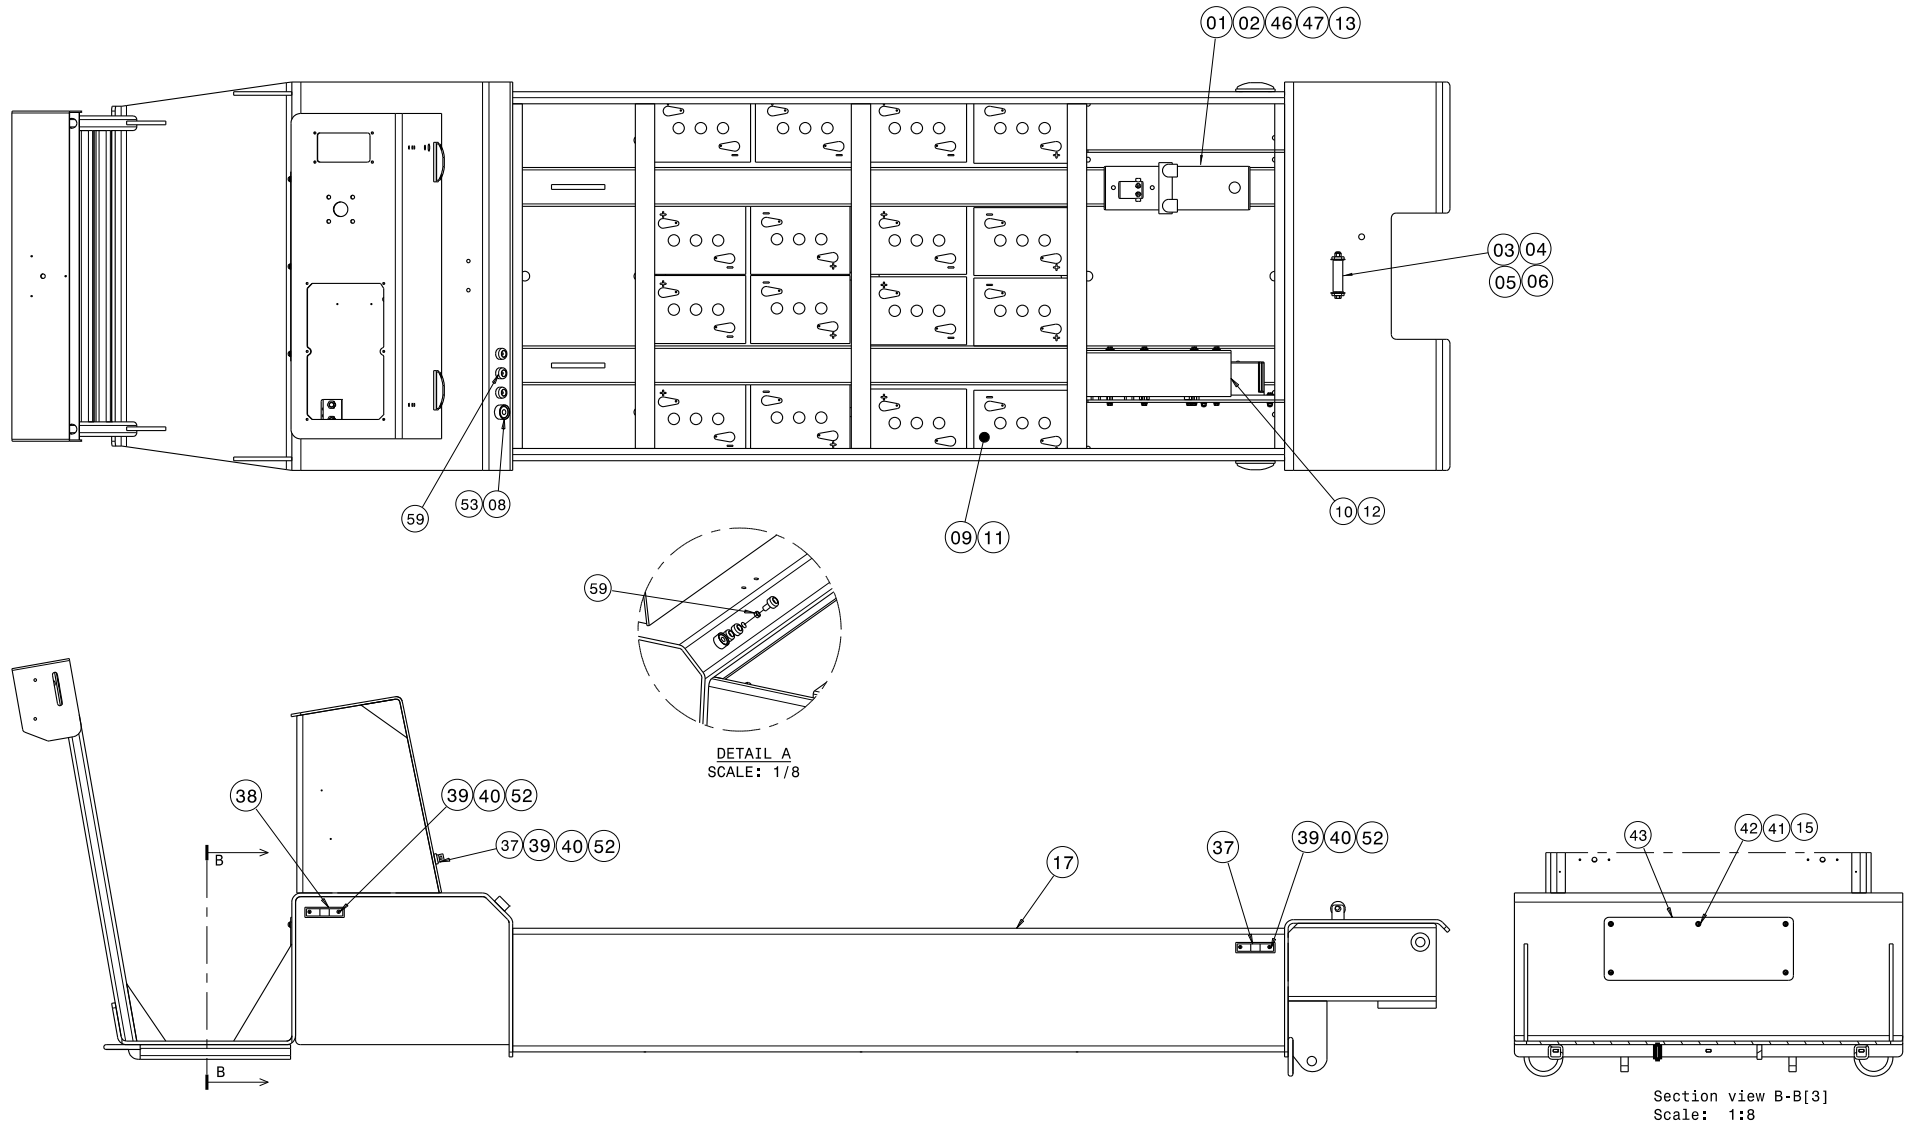 01 02 46 47 13
03 04
05 06
59
53 08
09 11
10 12
59
DETAIL A
SCALE: 1/8
38
39 40 52
37 39 40 52
B
B
17
37
39 40 52
43
42 41 15
Section view B-B[3]
Scale: 1:8